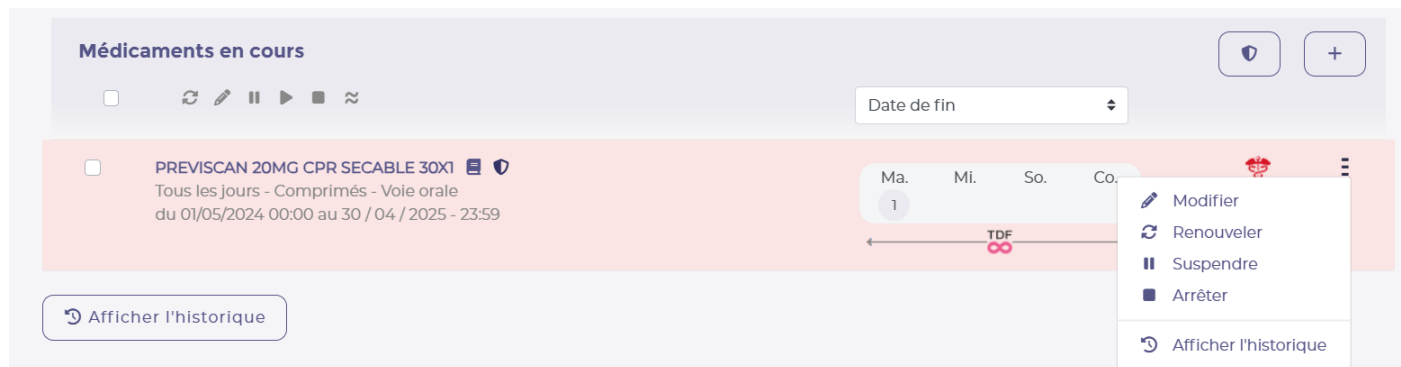 Médicaments en cours
Date de fin
PREVISCAN 20MG CPR SECABLE 30X1
Tous les jours - Comprimés - Voie orale
du 01/05/2024 00:00 au 30 / 04 / 2025 - 23:59
Ma. Mi. So. Co.
1
TDF
Modifier
Renouveler
Suspendre
Arrêter
Afficher l'historique
Afficher l'historique